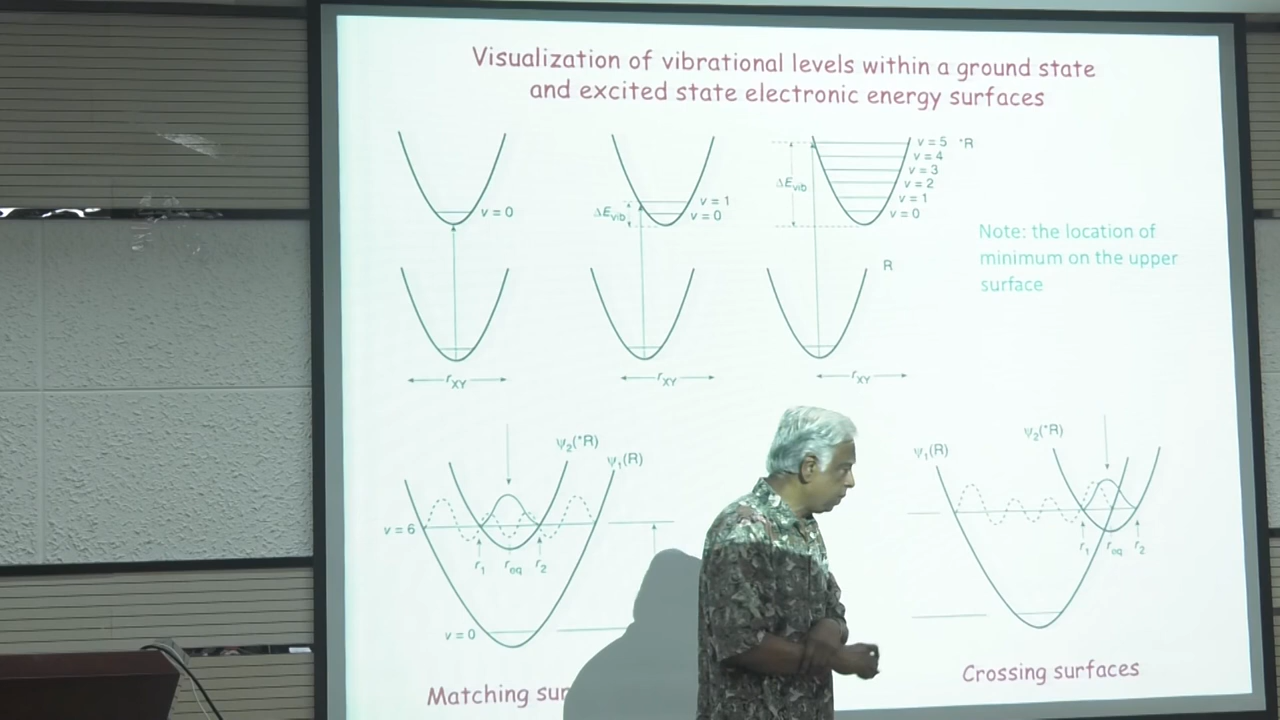 Visualization of vibrational levels within a ground state
and excited state electronic energy surfaces
v = 0
ΔEvib
v = 1
v = 0
ΔEvib
v = 5 *R
v = 4
v = 3
v = 2
v = 1
v = 0
Note: the location of
minimum on the upper
surface
R
rXY
rXY
rXY
ψ2(*R)
ψ1(R)
v = 6
r1 req r2
v = 0
Matching
ψ1(R)
ψ2(*R)
r1 req r2
Crossing surfaces